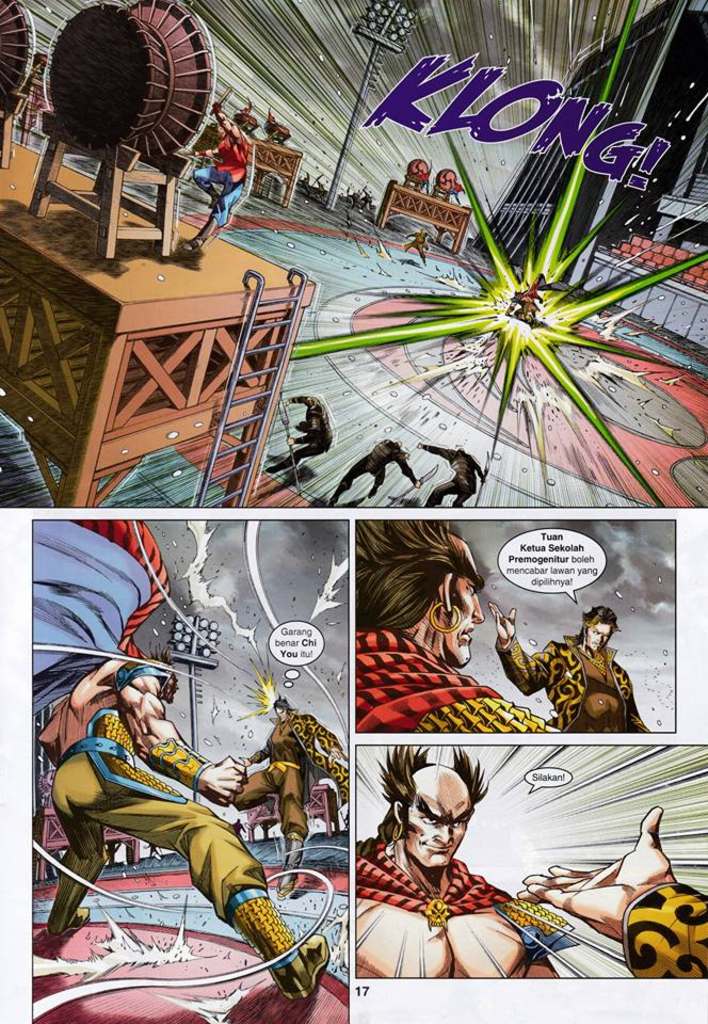 KLONG!
Garang
benar Chi
You itu!
Tuan
Ketua Sekolah
Premogenitur boleh
mencabar lawan yang
dipilihnya!
Silakan!
17